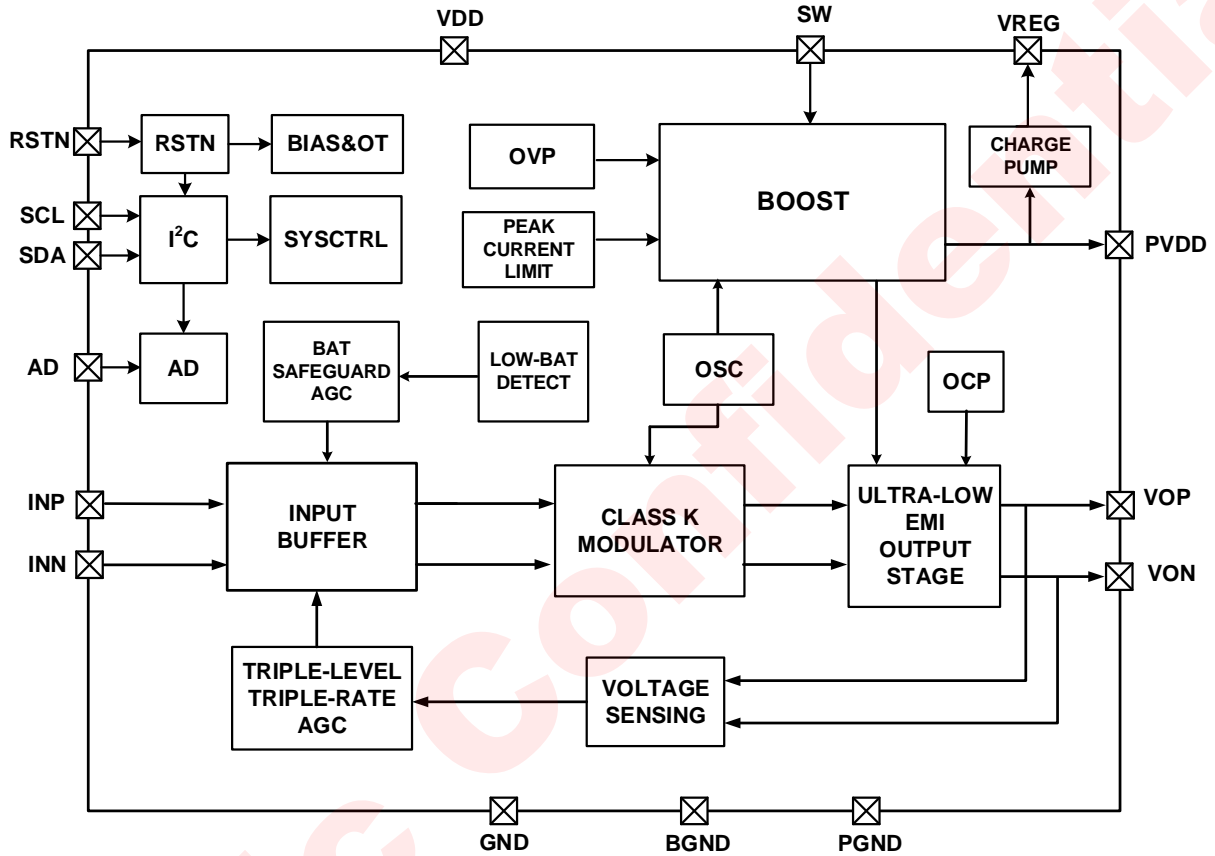 VDD
SW
VREG
RSTN
RSTN
BIAS&OT
OVP
CHARGE
PUMP
BOOST
SCL
SDA
I²C
SYSCTRL
PEAK
CURRENT
LIMIT
PVDD
AD
AD
BAT
SAFEGUARD
AGC
LOW-BAT
DETECT
OSC
OCP
INP
INN
INPUT
BUFFER
CLASS K
MODULATOR
ULTRA-LOW
EMI
OUTPUT
STAGE
VOP
VON
TRIPLE-LEVEL
TRIPLE-RATE
AGC
VOLTAGE
SENSING
GND
BGND
PGND